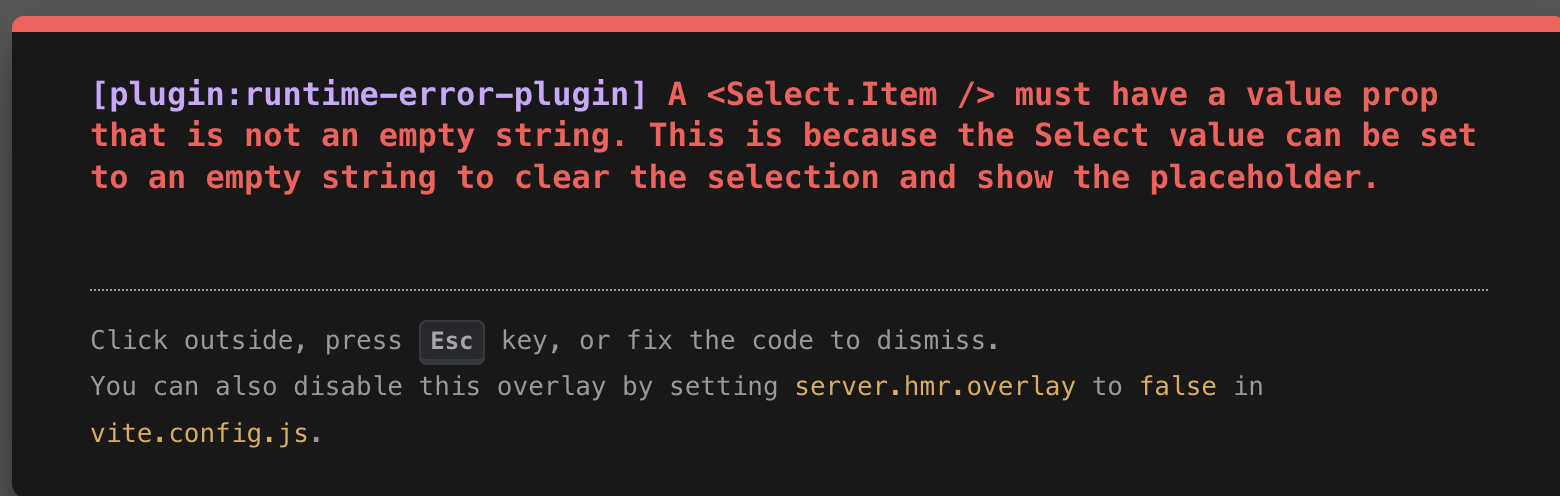 [plugin:runtime-error-plugin] A <Select.Item /> must have a value prop
that is not an empty string. This is because the Select value can be set
to an empty string to clear the selection and show the placeholder.
Click outside, press Esc key, or fix the code to dismiss.
You can also disable this overlay by setting server.hmr.overlay to false in
vite.config.js.